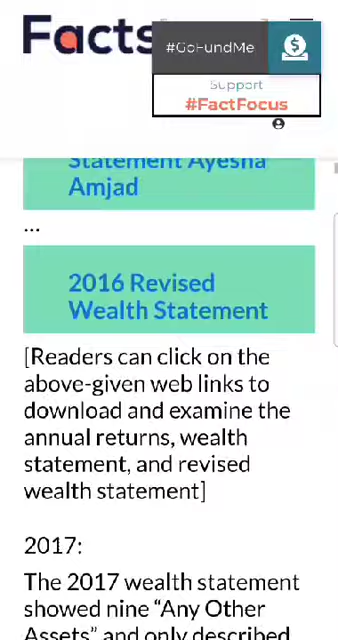 Facts
#GoFundMe
Support
#FactFocus
Statement Ayesha
Amjad
...
2016 Revised
Wealth Statement
[Readers can click on the
above-given web links to
download and examine the
annual returns, wealth
statement, and revised
wealth statement]
2017:
The 2017 wealth statement
showed nine “Any Other
Assets” and only described